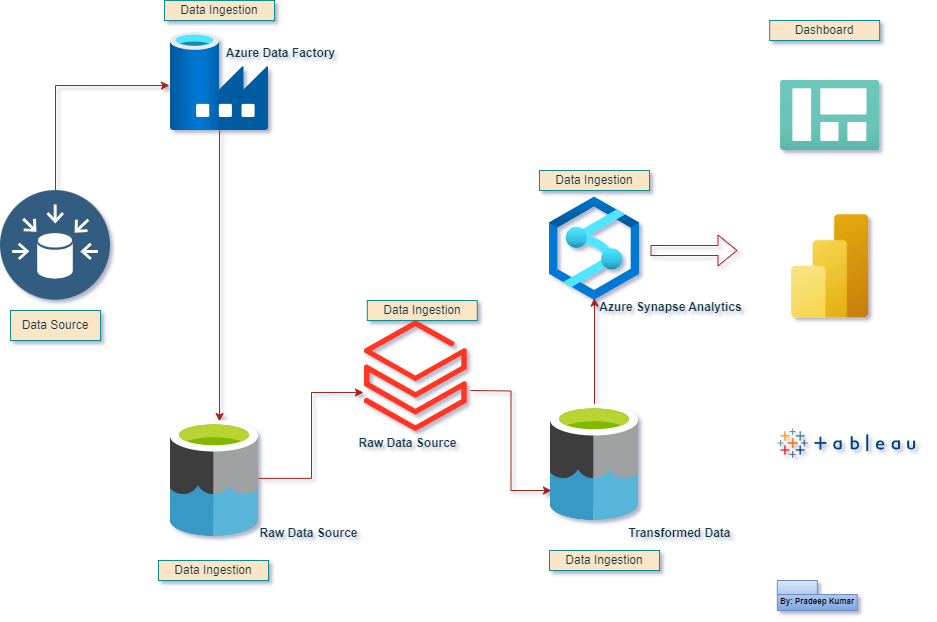 Data Ingestion
Azure Data Factory
Dashboard
Data Ingestion
Azure Synapse Analytics
Data Source
Data Ingestion
Raw Data Source
tableau
Raw Data Source
Transformed Data
Data Ingestion
Data Ingestion
By: Pradeep Kumar